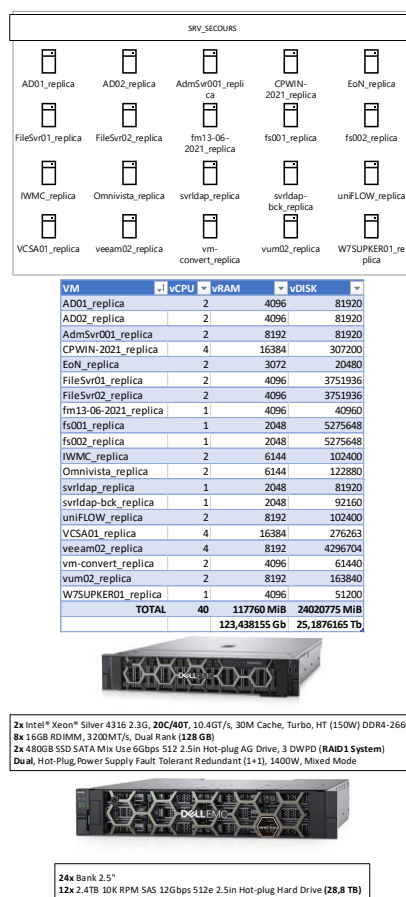 SRV_SECOURS
AD01_replica AD02_replica AdmSvr001_repli CPWIN- EoN_replica
ca 2021_replica
FileSvr01_replica FileSvr02_replica fm13-06- fs001_replica fs002_replica
2021_replica
IWMC_replica Omnivista_replica svrldap_replica svrldap- uniFLOW_replica
bck_replica
VCSA01_replica veeam02_replica vm- vum02_replica W7SUPKER01_re
convert_replica plica
VM vCPU vRAM vDISK
AD01_replica 2 4096 81920
AD02_replica 2 4096 81920
AdmSvr001_replica 2 8192 81920
CPWIN-2021_replica 4 16384 307200
EoN_replica 2 3072 20480
FileSvr01_replica 2 4096 3751936
FileSvr02_replica 2 4096 3751936
fm13-06-2021_replica 1 4096 40960
fs001_replica 1 2048 5275648
fs002_replica 1 2048 5275648
IWMC_replica 2 6144 102400
Omnivista_replica 2 6144 122880
svrldap_replica 1 2048 81920
svrldap-bck_replica 1 2048 92160
uniFLOW_replica 2 8192 102400
VCSA01_replica 4 16384 276263
veeam02_replica 4 8192 4296704
vm-convert_replica 2 4096 61440
vum02_replica 2 8192 163840
W7SUPKER01_replica 1 4096 51200
TOTAL 40 117760 MiB 24020775 MiB
123,438155 Gb 25,1876165 Tb
DELLEMC
2x Intel® Xeon® Silver 4316 2.3G, 20C/40T, 10.4GT/s, 30M Cache, Turbo, HT (150W) DDR4-2666
8x 16GB RDIMM, 3200MT/s, Dual Rank (128 GB)
2x 480GB SSD SATA Mix Use 6Gbps 512 2.5in Hot-plug AG Drive, 3 DWPD (RAID1 System)
Dual, Hot-Plug,Power Supply Fault Tolerant Redundant (1+1), 1400W, Mixed Mode
DELLEMC
24x Bank 2.5"
12x 2.4TB 10K RPM SAS 12Gbps 512e 2.5in Hot-plug Hard Drive (28,8 TB)